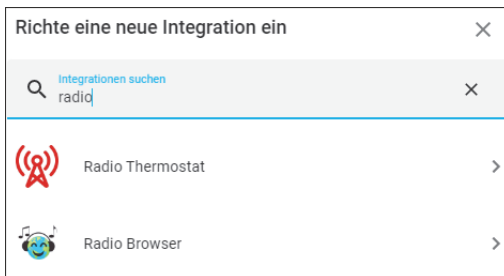 Richte eine neue Integration ein
Integrationen suchen
radio
Radio Thermostat
Radio Browser